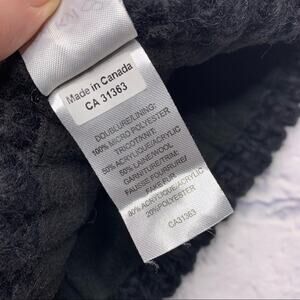 Made in Canada
CA 31363
DOUBLURE/LINING:
100% MICRO POLYESTER
TRICOT/KNIT:
50% ACRYLIQUE/ACRYLIC
50% LAINE/WOOL
GARNITURE/TRIM:
FAUSSE FOURRURE/
FAKE FUR
80% ACRYLIQUE/ACRYLIC
20%POLYESTER
CA31363